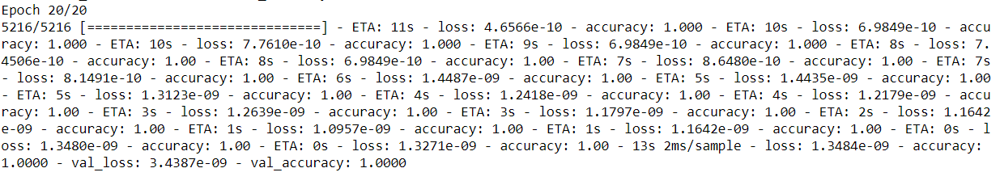 Epoch 20/20
5216/5216 [==============================] - ETA: 11s - loss: 4.6566e-10 - accuracy: 1.000 - ETA: 10s - loss: 6.9849e-10 - accu
racy: 1.000 - ETA: 10s - loss: 7.7610e-10 - accuracy: 1.000 - ETA: 9s - loss: 6.9849e-10 - accuracy: 1.000 - ETA: 8s - loss: 7.
4506e-10 - accuracy: 1.00 - ETA: 8s - loss: 6.9849e-10 - accuracy: 1.00 - ETA: 7s - loss: 8.6480e-10 - accuracy: 1.00 - ETA: 7s
- loss: 8.1491e-10 - accuracy: 1.00 - ETA: 6s - loss: 1.4487e-09 - accuracy: 1.00 - ETA: 5s - loss: 1.4435e-09 - accuracy: 1.00
- ETA: 5s - loss: 1.3123e-09 - accuracy: 1.00 - ETA: 4s - loss: 1.2418e-09 - accuracy: 1.00 - ETA: 4s - loss: 1.2179e-09 - accu
racy: 1.00 - ETA: 3s - loss: 1.2639e-09 - accuracy: 1.00 - ETA: 3s - loss: 1.1797e-09 - accuracy: 1.00 - ETA: 2s - loss: 1.1642
e-09 - accuracy: 1.00 - ETA: 1s - loss: 1.0957e-09 - accuracy: 1.00 - ETA: 1s - loss: 1.1642e-09 - accuracy: 1.00 - ETA: 0s - l
oss: 1.3480e-09 - accuracy: 1.00 - ETA: 0s - loss: 1.3271e-09 - accuracy: 1.00 - 13s 2ms/sample - loss: 1.3484e-09 - accuracy:
1.0000 - val_loss: 3.4387e-09 - val_accuracy: 1.0000